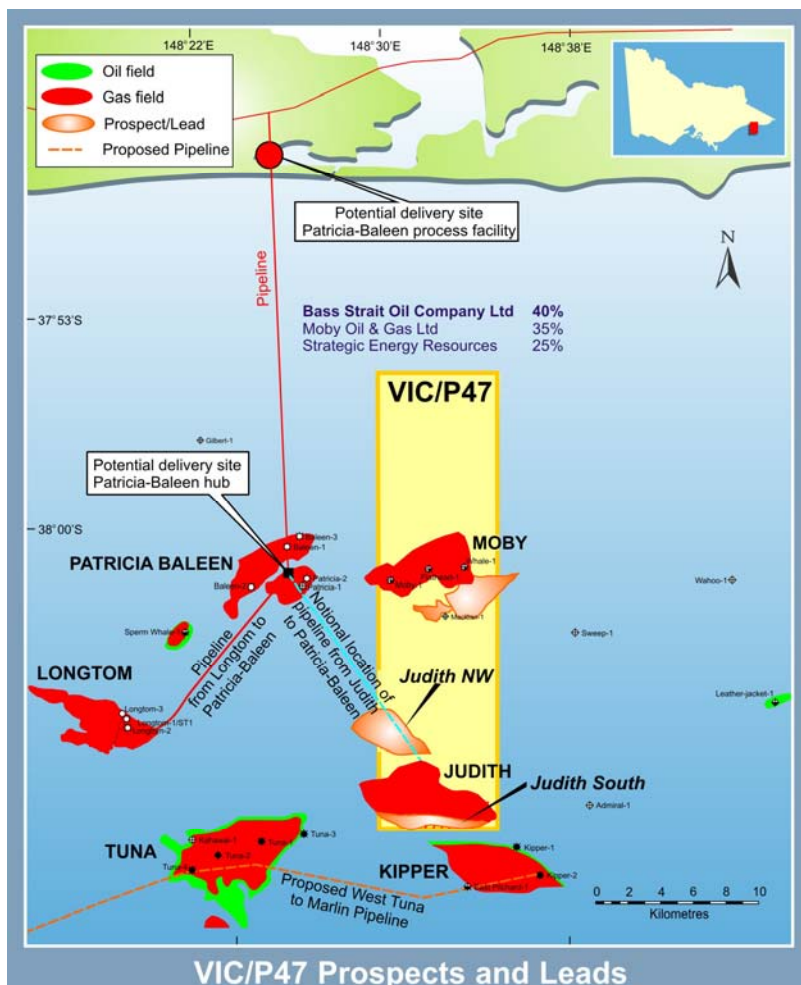 148°22'E
148°30'E
148°38'E
Oil field
Gas field
Prospect/Lead
Proposed Pipeline
Potential delivery site
Patricia-Baleen process facility
Pipeline
N
37°53'S
Bass Strait Oil Company Ltd 40%
Moby Oil & Gas Ltd 35%
Strategic Energy Resources 25%
VIC/P47
Gilbert-1
Potential delivery site
Patricia-Baleen hub
38°00'S
Baleen-3
Baleen-1
MOBY
Whale-1
PATRICIA BALEEN
Moby-1
Patricia-2
Patricia-1
Baleen-2
Wahoo-1
Notional location of
pipeline from Judith
to Patricia-Baleen
Sperm Whale-1
Sweep-1
Pipeline
from Longtom to
Patricia-Baleen
Judith NW
LONGTOM
Leather-jacket-1
Longtom-3
Longtom-1/ST1
Longtom-2
JUDITH
Judith South
Admiral-1
TUNA
Tuna-3
Tuna-1
Kipper-1
KIPPER
Kipper-2
Proposed West Tuna
to Marlin Pipeline
0 2 4 6 8 10
Kilometres
VIC/P47 Prospects and Leads